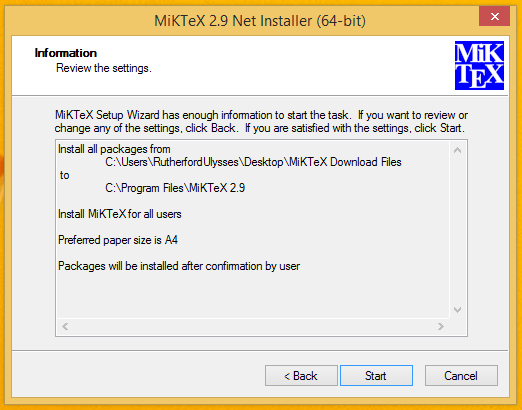 MiKTeX 2.9 Net Installer (64-bit)
Information
Review the settings.
MiK
TEX
MiKTeX Setup Wizard has enough information to start the task. If you want to review or
change any of the settings, click Back. If you are satisfied with the settings, click Start.
Install all packages from
C:\Users\RutherfordUlysses\Desktop\MiKTeX Download Files
to
C:\Program Files\MiKTeX 2.9
Install MiKTeX for all users
Preferred paper size is A4
Packages will be installed after confirmation by user
< Back
Start
Cancel